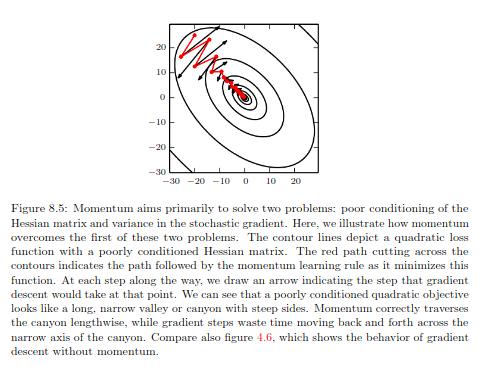 20
10
0
−10
−20
−30
−30 −20 −10 0 10 20
Figure 8.5: Momentum aims primarily to solve two problems: poor conditioning of the
Hessian matrix and variance in the stochastic gradient. Here, we illustrate how momentum
overcomes the first of these two problems. The contour lines depict a quadratic loss
function with a poorly conditioned Hessian matrix. The red path cutting across the
contours indicates the path followed by the momentum learning rule as it minimizes this
function. At each step along the way, we draw an arrow indicating the step that gradient
descent would take at that point. We can see that a poorly conditioned quadratic objective
looks like a long, narrow valley or canyon with steep sides. Momentum correctly traverses
the canyon lengthwise, while gradient steps waste time moving back and forth across the
narrow axis of the canyon. Compare also figure 4.6, which shows the behavior of gradient
descent without momentum.